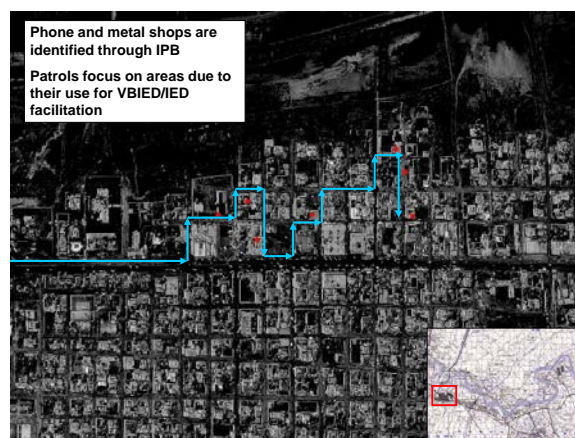 Phone and metal shops are
identified through IPB
Patrols focus on areas due to
their use for VBIED/IED
facilitation